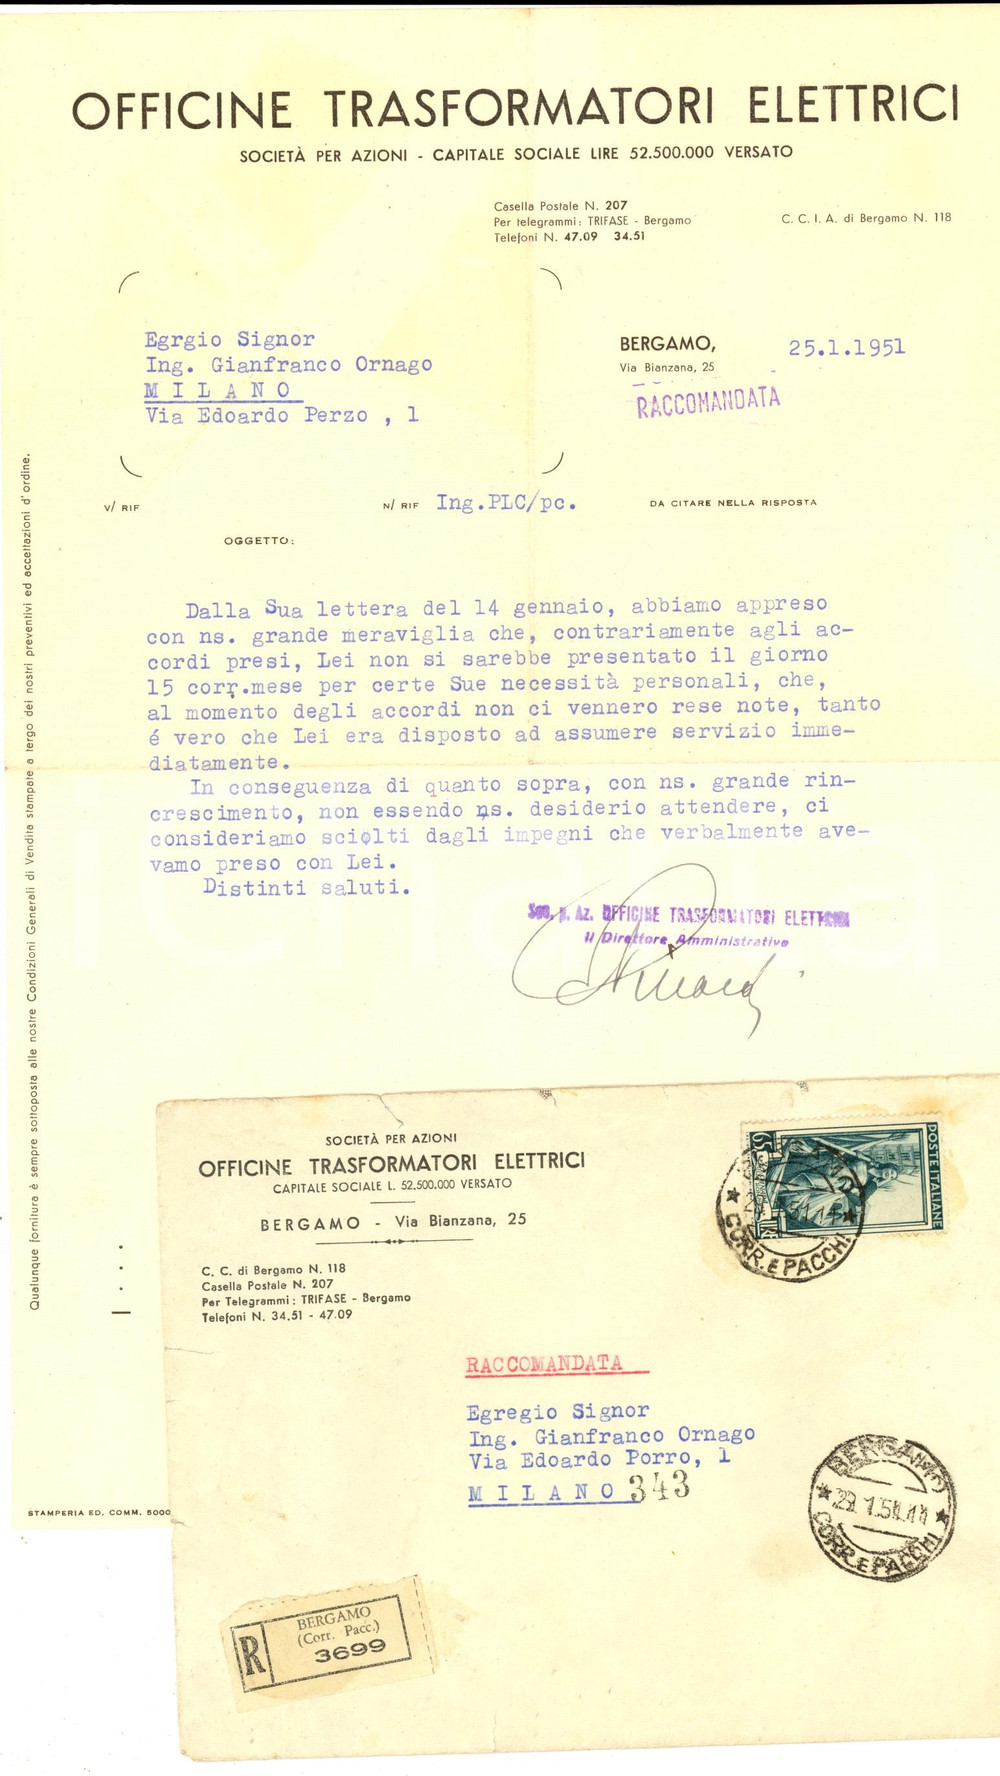 OFFICINE TRASFORMATORI ELETTRICI
SOCIETÀ PER AZIONI - CAPITALE SOCIALE LIRE 52.500.000 VERSATO
Casella Postale N. 207
Per telegrammi: TRIFASE - Bergamo
Telefoni N. 47.09 34.51
C. C. I. A. di Bergamo N. 118
Egrgio Signor
Ing. Gianfranco Ornago
MILANO
Via Edoardo Perzo , 1
BERGAMO, 25.1.1951
Via Bianzana, 25
RACCOMANDATA
V/ RIF
N/ RIF Ing.PLC/pc.
DA CITARE NELLA RISPOSTA
OGGETTO:
Dalla Sua lettera del 14 gennaio, abbiamo appreso
con ns. grande meraviglia che, contrariamente agli ac-
cordi presi, Lei non si sarebbe presentato il giorno
15 corr.mese per certe Sue necessità personali, che,
al momento degli accordi non ci vennero rese note, tanto
é vero che Lei era disposto ad assumere servizio imme-
diatamente.
In conseguenza di quanto sopra, con ns. grande rin-
crescimento, non essendo ns. desiderio attendere, ci
consideriamo sciolti dagli impegni che verbalmente ave-
vamo preso con Lei.
Distinti saluti.
Soc. p. Az. OFFICINE TRASFORMATORI ELETTRICI
Il Direttore Amministrativo
Qualunque fornitura è sempre sottoposta alle nostre Condizioni Generali di Vendita stampate a tergo dei nostri preventivi ed accettazioni d'ordine.
STAMPERIA ED. COMM. 5000
SOCIETÀ PER AZIONI
OFFICINE TRASFORMATORI ELETTRICI
CAPITALE SOCIALE L. 52.500.000 VERSATO
BERGAMO - Via Bianzana, 25
C. C. di Bergamo N. 118
Casella Postale N. 207
Per Telegrammi: TRIFASE - Bergamo
Telefoni N. 34.51 - 47.09
POSTE ITALIANE
65
CORR. E PACCHI
RACCOMANDATA
Egregio Signor
Ing. Gianfranco Ornago
Via Edoardo Porro, 1
MILANO 343
BERGAMO
29.1.51.11
CORR. E PACCHI
R
BERGAMO
(Corr. Pacc.)
3699